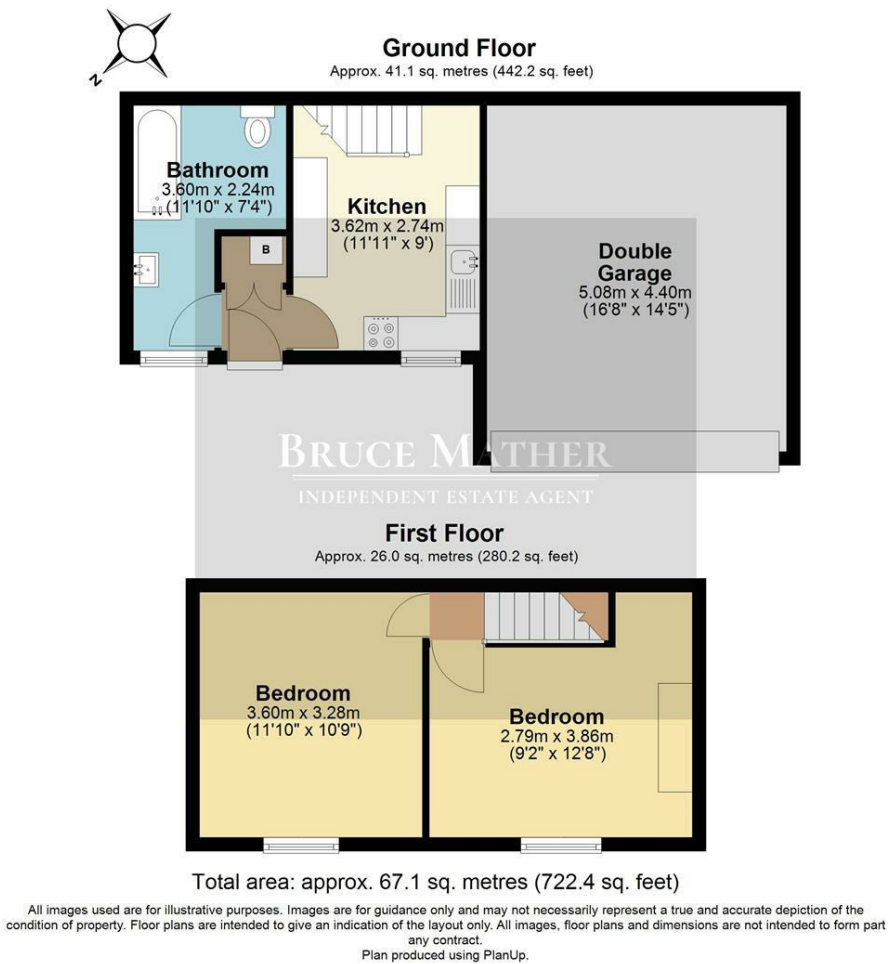 N
Ground Floor
Approx. 41.1 sq. metres (442.2 sq. feet)
Bathroom
3.60m x 2.24m
(11'10" x 7'4")
Kitchen
3.62m x 2.74m
(11'11" x 9')
B
Double
Garage
5.08m x 4.40m
(16'8" x 14'5")
BRUCE MATHER
INDEPENDENT ESTATE AGENT
First Floor
Approx. 26.0 sq. metres (280.2 sq. feet)
Bedroom
3.60m x 3.28m
(11'10" x 10'9")
Bedroom
2.79m x 3.86m
(9'2" x 12'8")
Total area: approx. 67.1 sq. metres (722.4 sq. feet)
All images used are for illustrative purposes. Images are for guidance only and may not necessarily represent a true and accurate depiction of the
condition of property. Floor plans are intended to give an indication of the layout only. All images, floor plans and dimensions are not intended to form part
any contract.
Plan produced using PlanUp.